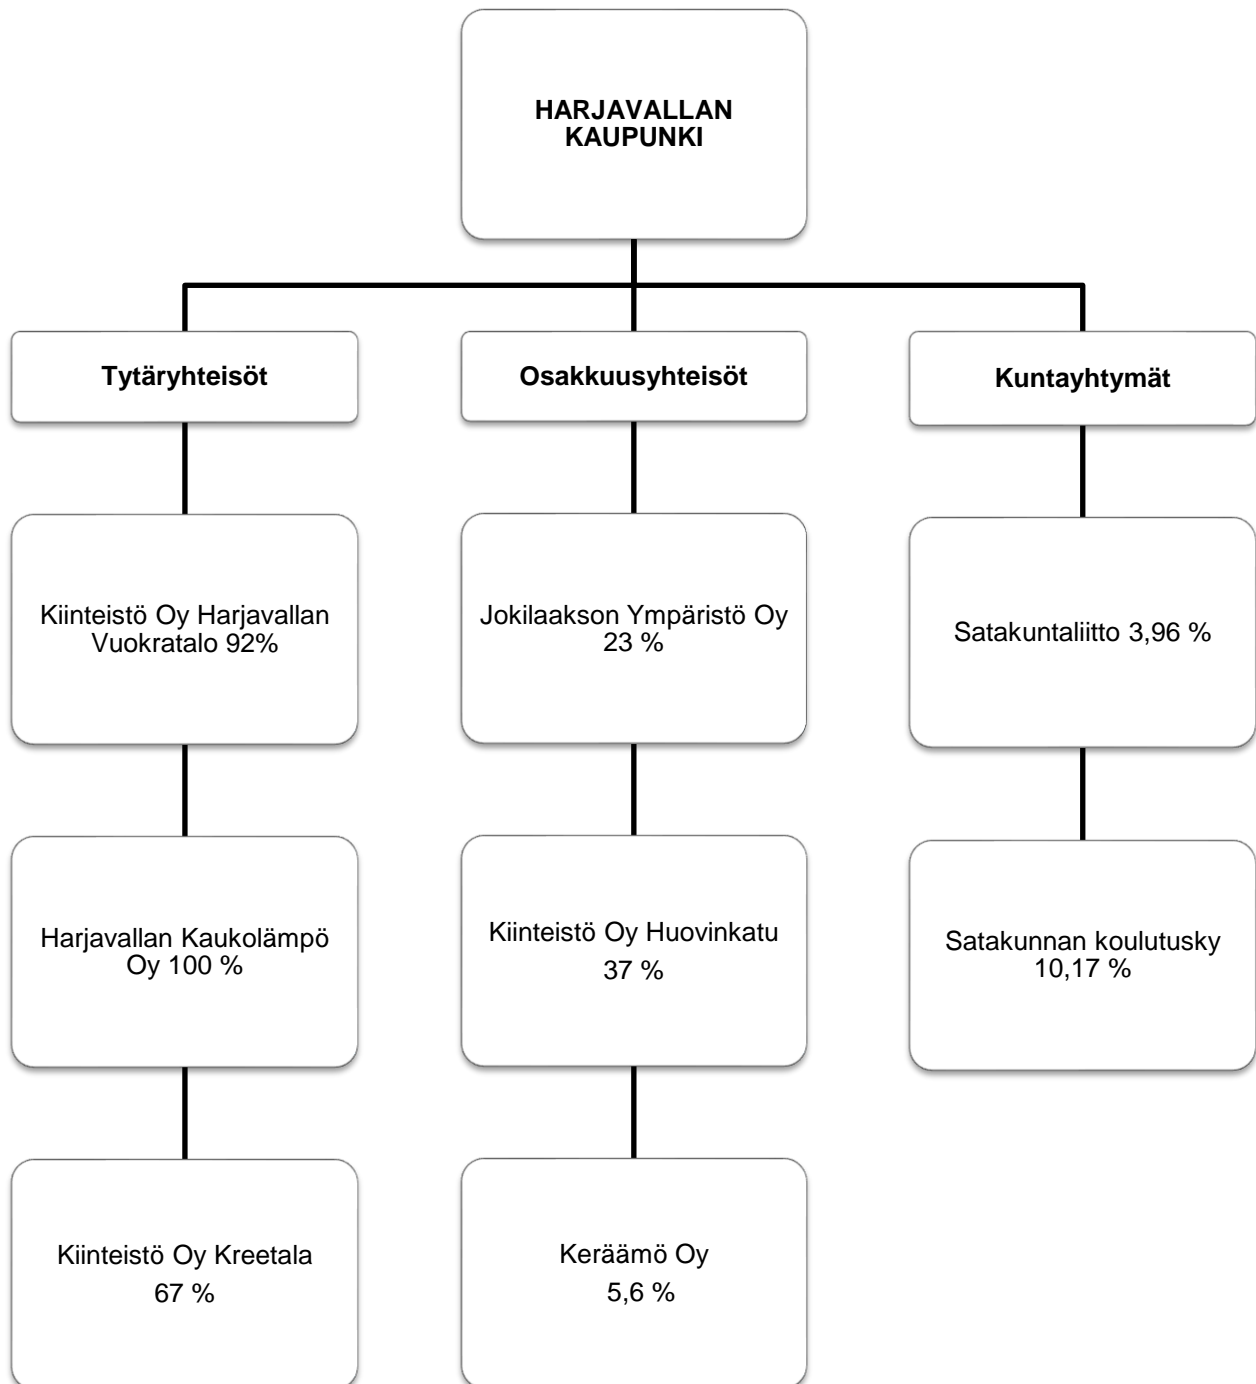 HARJAVALLAN
KAUPUNKI
Tytäryhteisöt
Osakkuusyhteisöt
Kuntayhtymät
Kiinteistö Oy Harjavallan
Vuokratalo 92%
Jokilaakson Ympäristö Oy
23 %
Satakuntaliitto 3,96 %
Harjavallan Kaukolämpö
Oy 100 %
Kiinteistö Oy Huovinkatu
37 %
Satakunnan koulutusky
10,17 %
Kiinteistö Oy Kreetala
67 %
Keräämö Oy
5,6 %